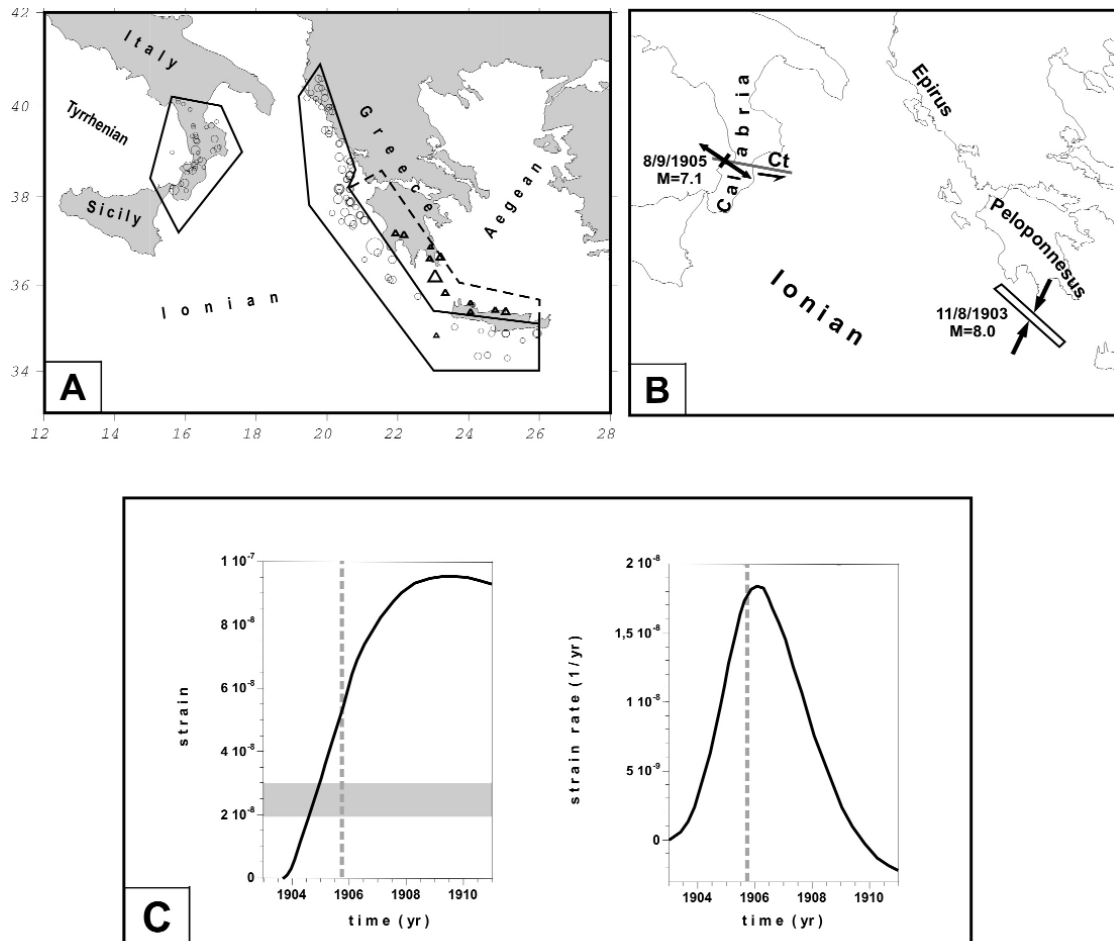 42
40
38
36
34
12 14 16 18 20 22 24 26 28
Italy
Tyrrhenian
Sicily
Ionian
Greece
Aegean
A
Epirus
Calabria
Ct
8/9/1905
M=7.1
Peloponnesus
Ionian
11/8/1903
M=8.0
B
1 10⁻⁷
8 10⁻⁸
6 10⁻⁸
4 10⁻⁸
2 10⁻⁸
0
strain
1904 1906 1908 1910
time (yr)
2 10⁻⁸
1,5 10⁻⁸
1 10⁻⁸
5 10⁻⁹
0
strain rate (1/yr)
1904 1906 1908 1910
time (yr)
C